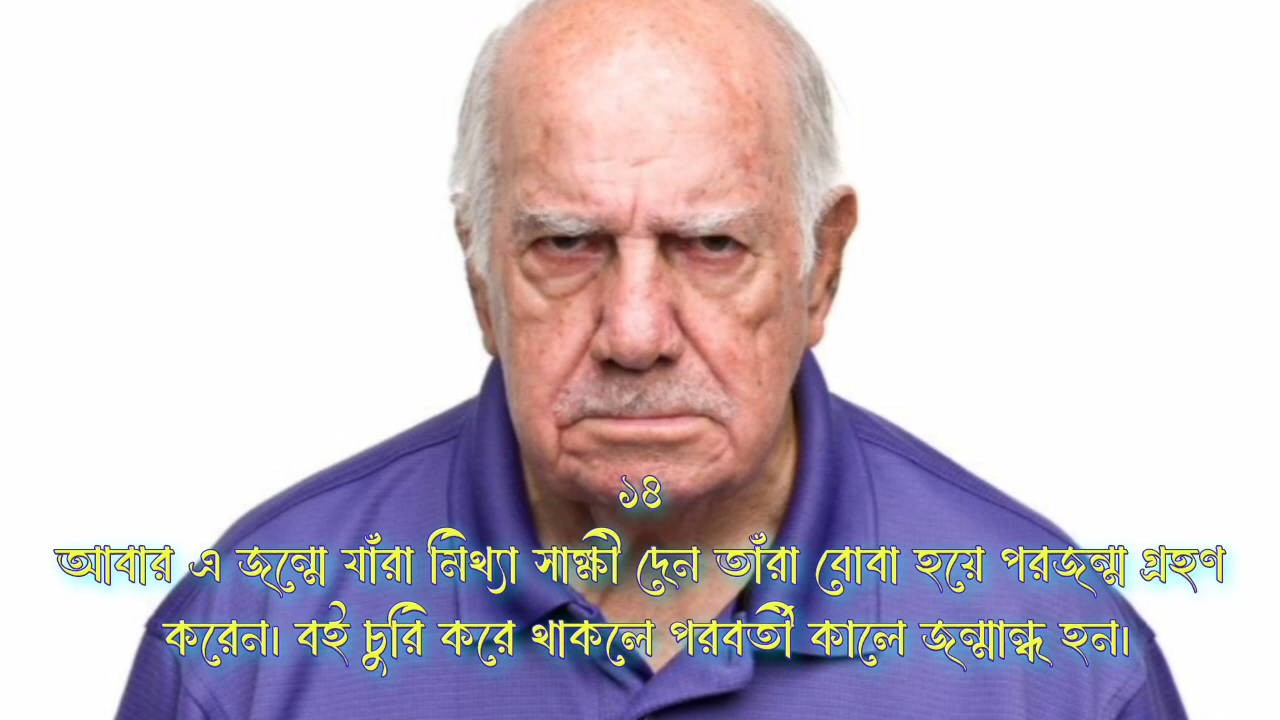 ১৪
আবার এ জন্মে যাঁরা মিথ্যা সাক্ষী দেন তাঁরা বোবা হয়ে পরজন্ম গ্রহণ
করেন। বই চুরি করে থাকলে পরবর্তী কালে জন্মান্ধ হন।